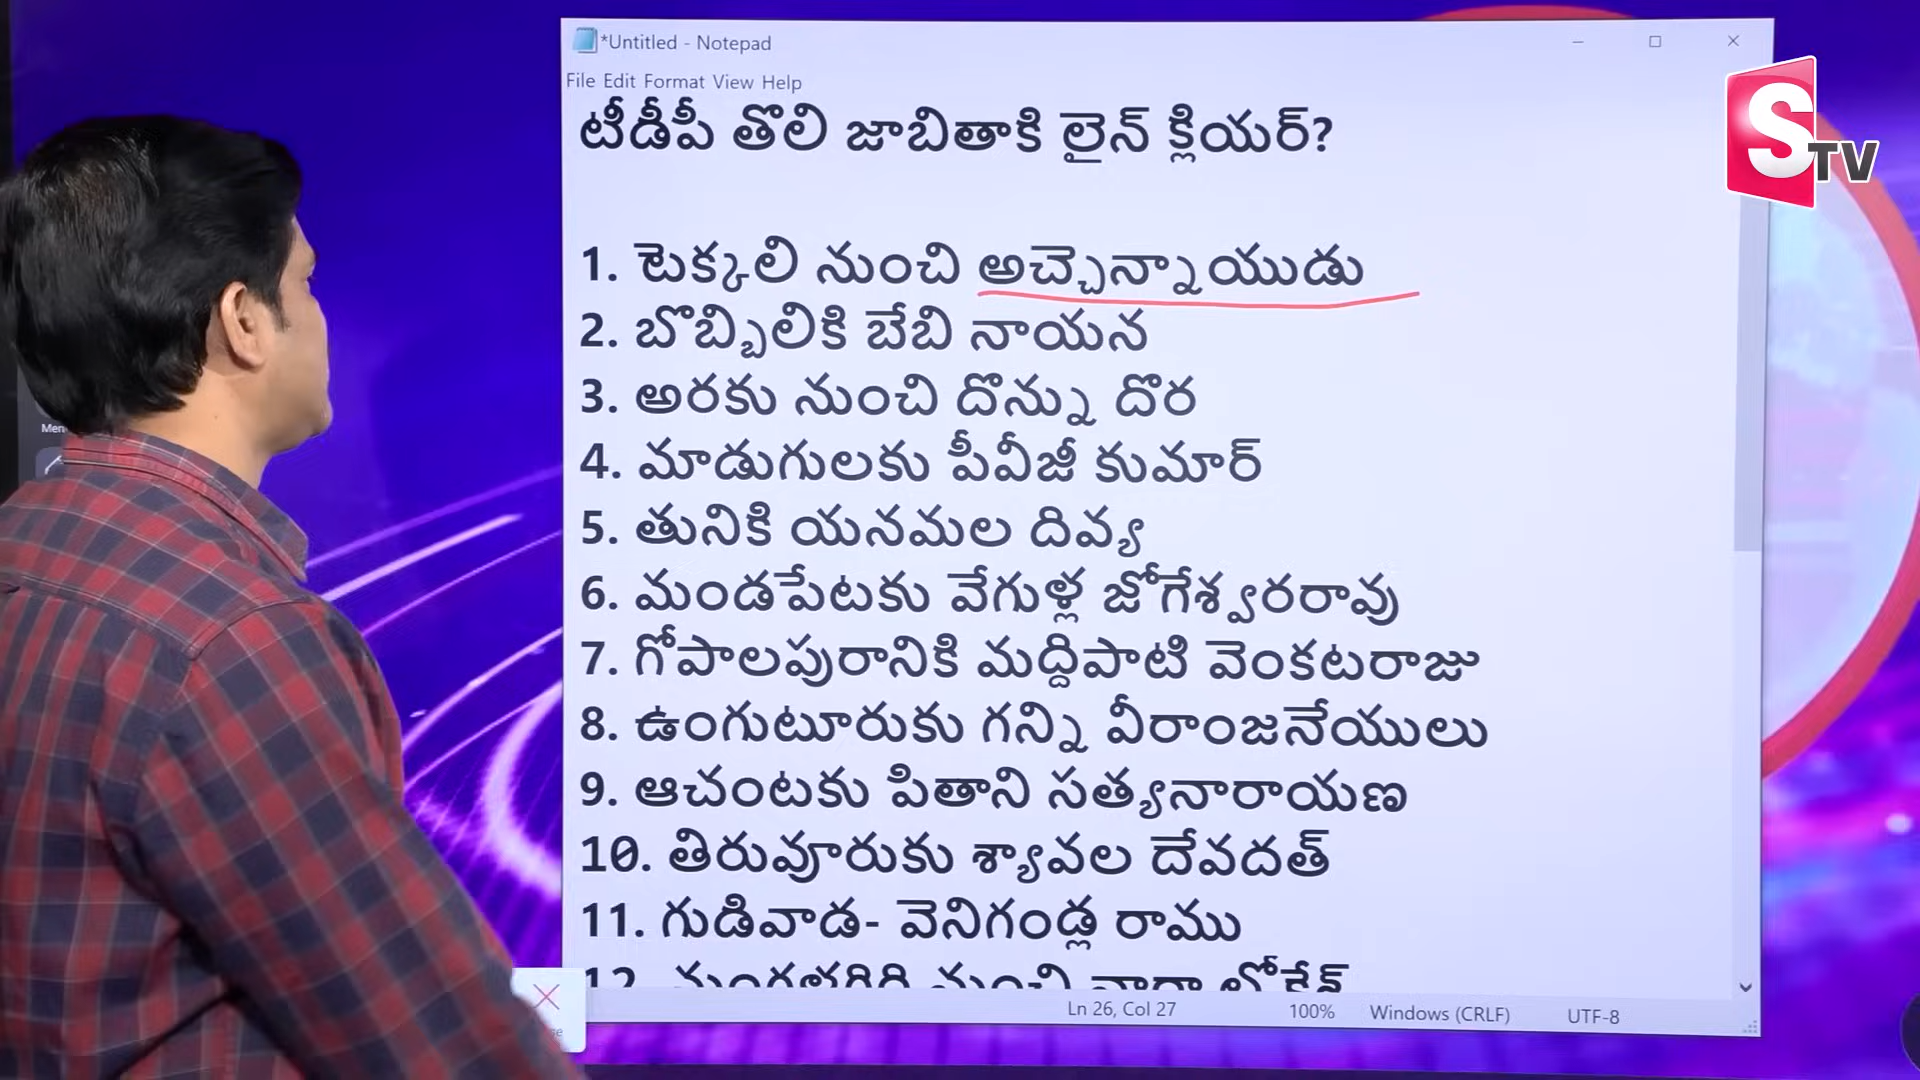 *Untitled - Notepad
File Edit Format View Help
STV
టీడీపీ తొలి జాబితాకి లైన్ క్లియర్?
1. టెక్కలి నుంచి అచ్చెన్నాయుడు
2. బొబ్బిలికి బేబి నాయన
3. అరకు నుంచి దొన్ను దొర
4. మాడుగులకు పీవీజీ కుమార్
5. తునికి యనమల దివ్య
6. మండపేటకు వేగుళ్ల జోగేశ్వరరావు
7. గోపాలపురానికి మద్దిపాటి వెంకటరాజు
8. ఉంగుటూరుకు గన్ని వీరాంజనేయులు
9. ఆచంటకు పితాని సత్యనారాయణ
10. తిరువూరుకు శ్యావల దేవదత్
11. గుడివాడ- వెనిగండ్ల రాము
12. మంగళగిరి నుంచి నారా లోకేశ్
Ln 26, Col 27 100% Windows (CRLF) UTF-8